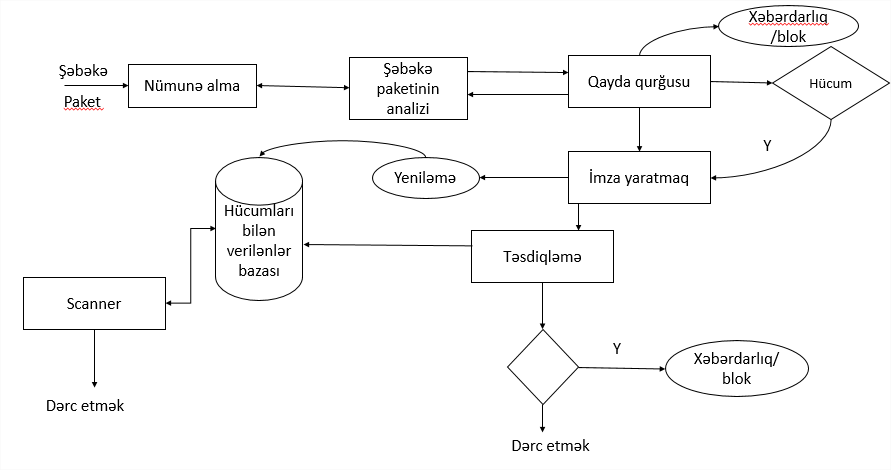 Xəbərdarlıq
/blok
Şəbəkə
Paket
Nümunə alma
Şəbəkə
paketinin
analizi
Qayda qurğusu
Hücum
Y
İmza yaratmaq
Yeniləmə
Hücumları
bilən
verilənlər
bazası
Təsdiqləmə
Scanner
Y
Xəbərdarlıq/
blok
Dərc etmək
Dərc etmək